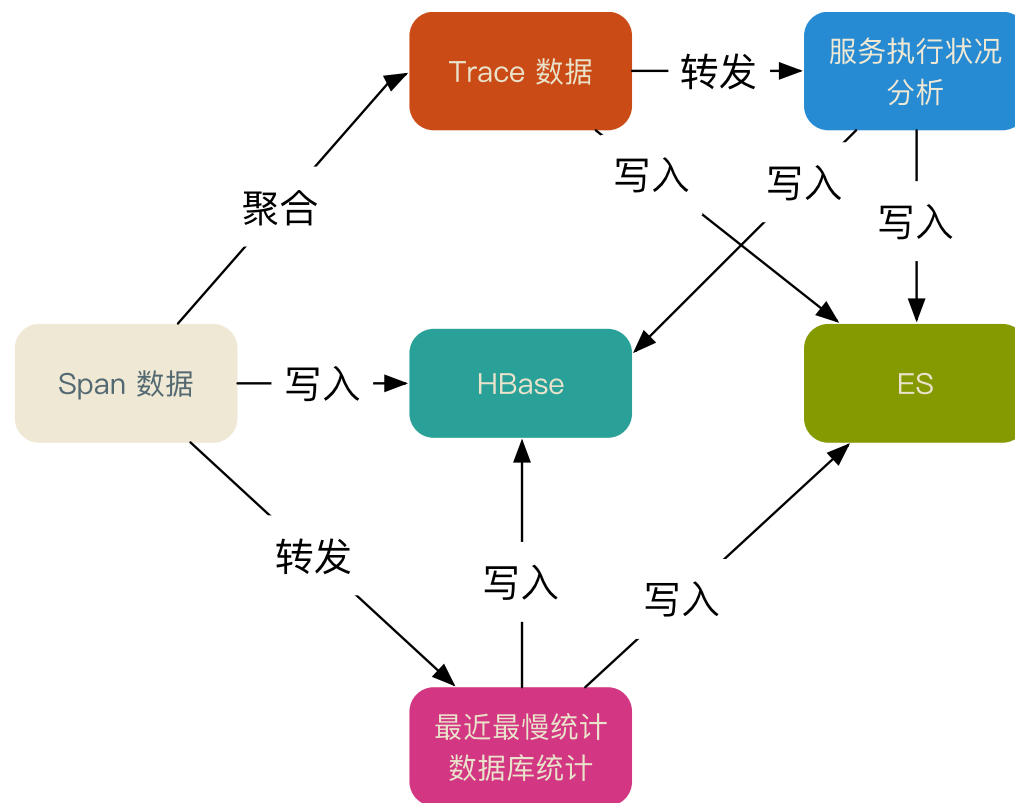 Trace 数据
转发
服务执行状况
分析
写入
写入
聚合
写入
Span 数据
写入
HBase
ES
转发
写入
写入
最近最慢统计
数据库统计